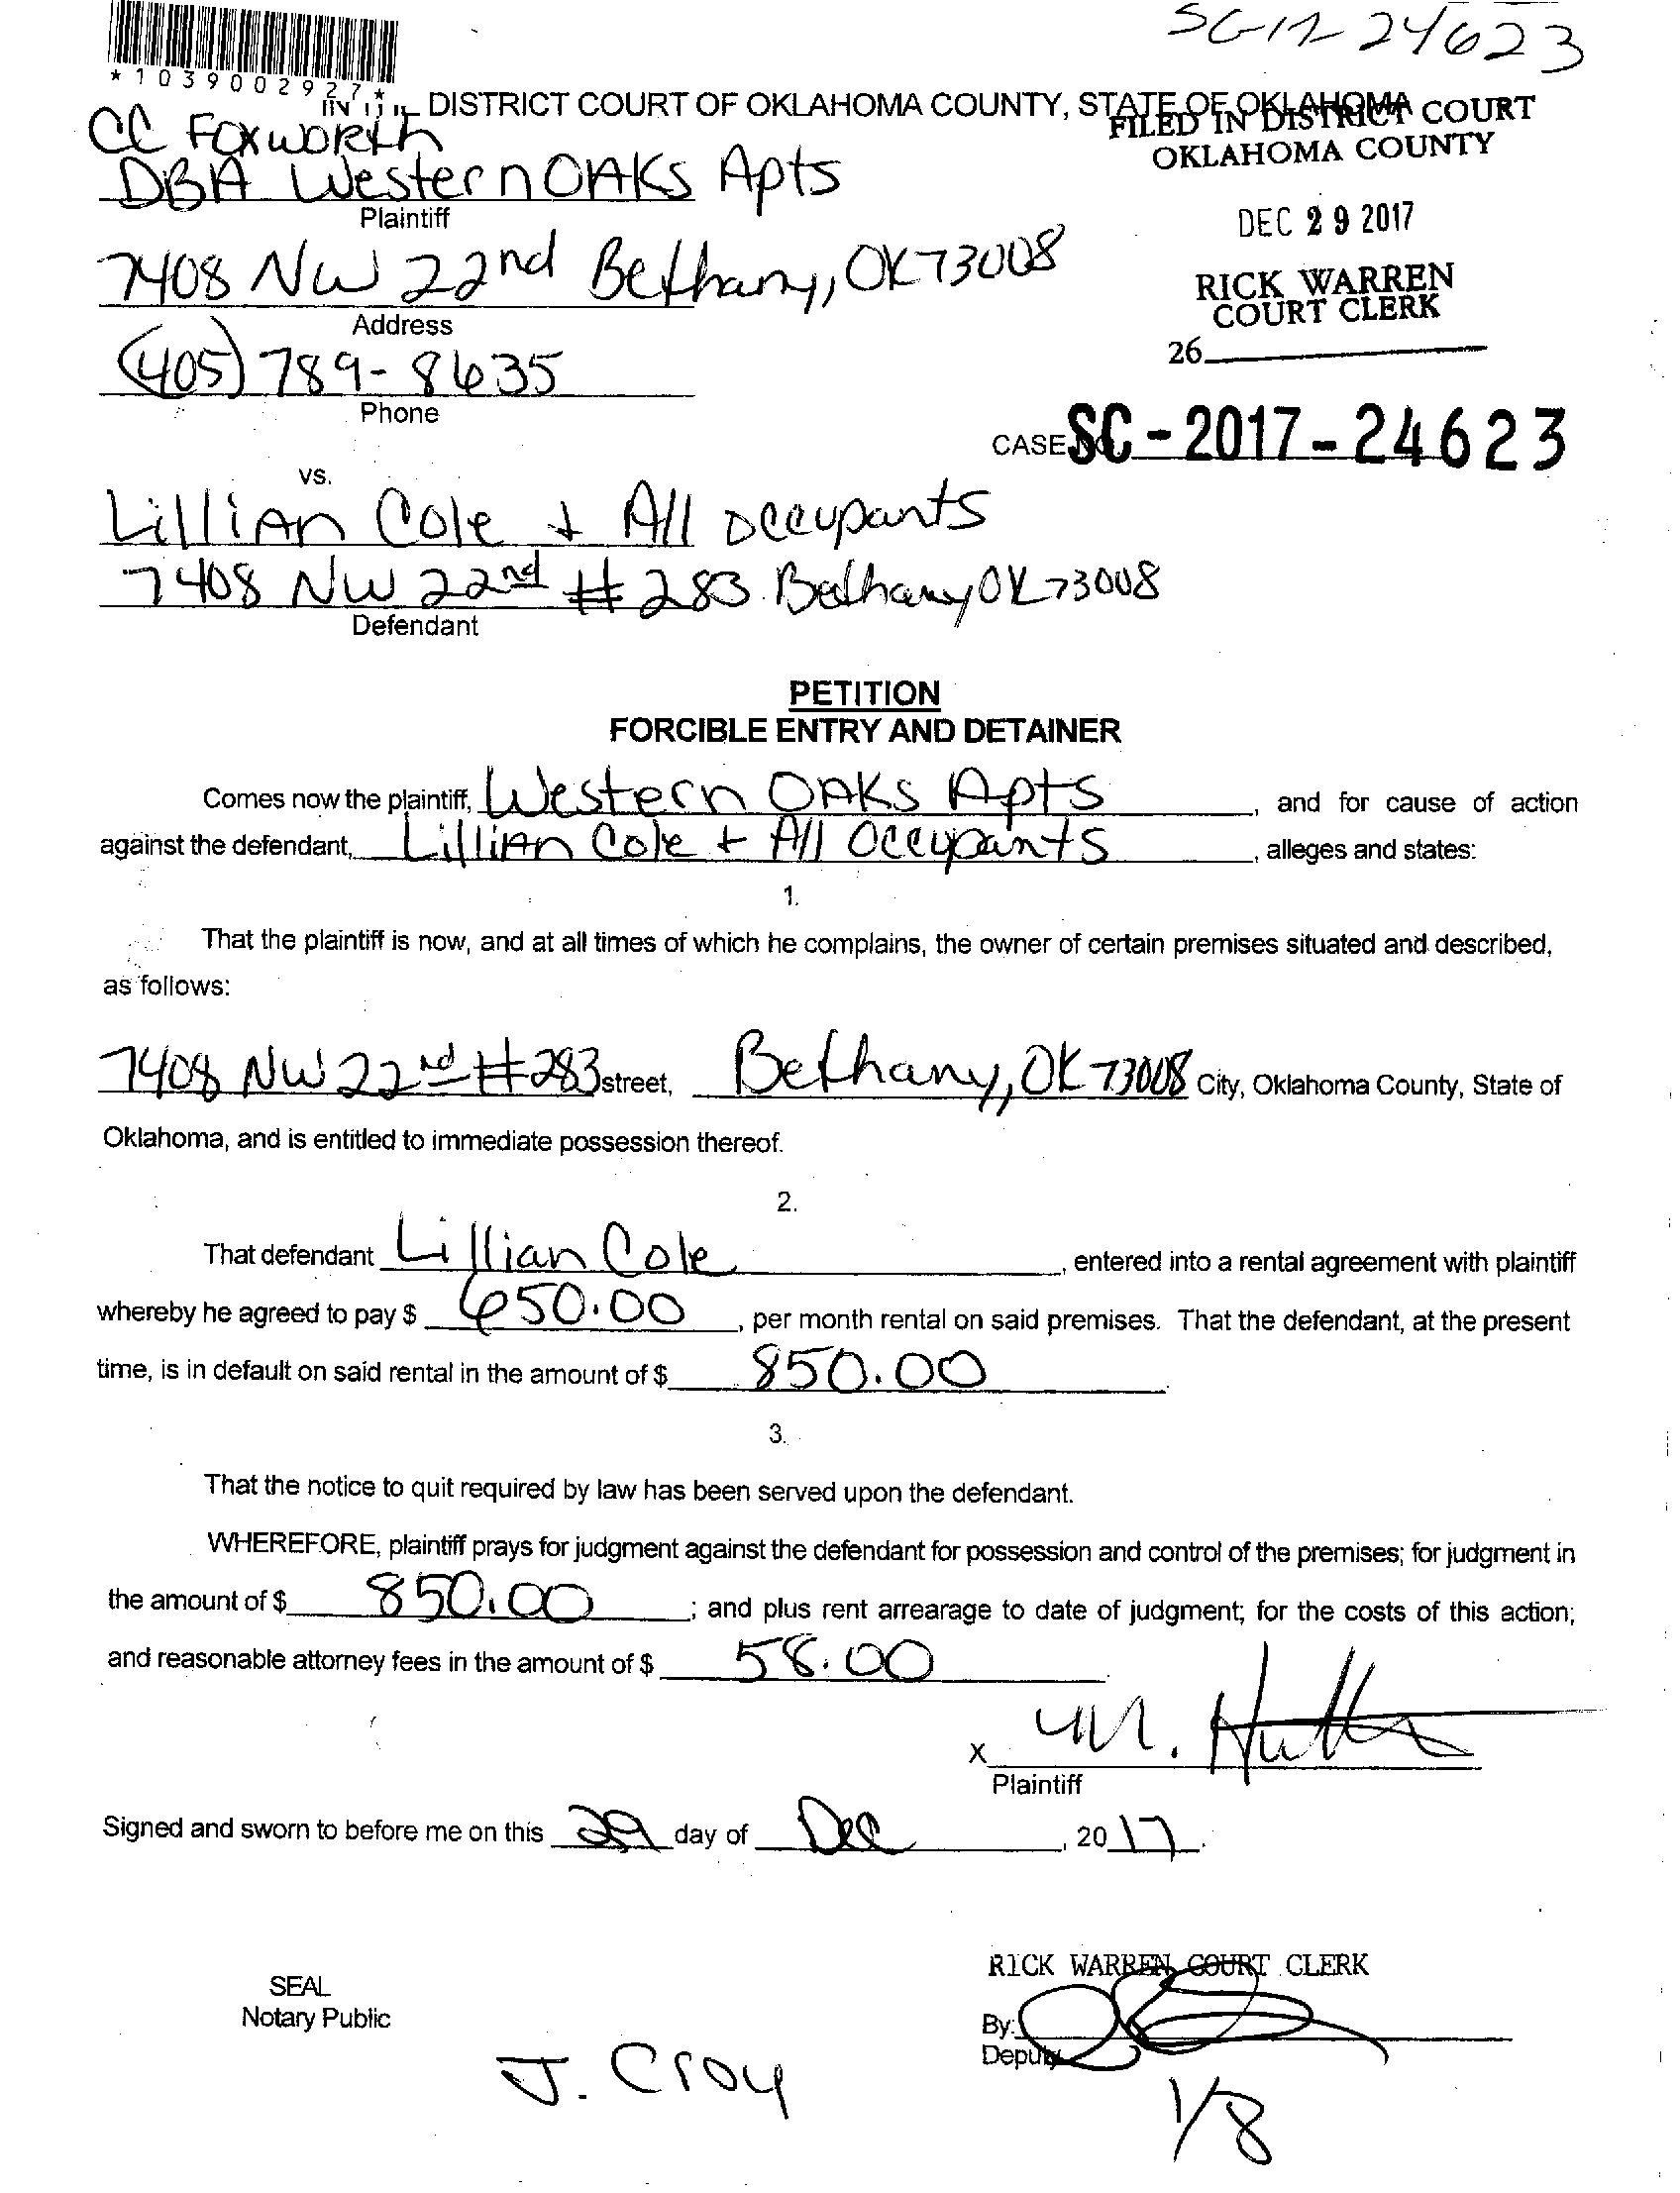 SC-17-24623
*1039002927*
DISTRICT COURT OF OKLAHOMA COUNTY, STATE OF OKLAHOMA
FILED IN DISTRICT COURT
OKLAHOMA COUNTY
CC Foxworth
DBA Western OAKS Apts
Plaintiff
DEC 29 2017
7408 NW 22nd Bethany, OK 73008
Address
RICK WARREN
COURT CLERK
26
(405) 789-8635
Phone
CASE SC-2017-24623
vs.
Lillian Cole + All Occupants
7408 NW 22nd #283 Bethany OK 73008
Defendant
PETITION
FORCIBLE ENTRY AND DETAINER
Comes now the plaintiff, Western OAKS Apts, and for cause of action
against the defendant, Lillian Cole + All Occupants, alleges and states:
1.
That the plaintiff is now, and at all times of which he complains, the owner of certain premises situated and described,
as follows:
7408 NW 22nd #283 street, Bethany, OK 73008 City, Oklahoma County, State of
Oklahoma, and is entitled to immediate possession thereof.
2.
That defendant Lillian Cole, entered into a rental agreement with plaintiff
whereby he agreed to pay $ 650.00, per month rental on said premises. That the defendant, at the present
time, is in default on said rental in the amount of $ 850.00
3.
That the notice to quit required by law has been served upon the defendant.
WHEREFORE, plaintiff prays for judgment against the defendant for possession and control of the premises; for judgment in
the amount of $ 850.00; and plus rent arrearage to date of judgment; for the costs of this action;
and reasonable attorney fees in the amount of $ 58.00
x M.
Plaintiff
Signed and sworn to before me on this 29 day of Dec, 2017.
RICK WARREN, COURT CLERK
SEAL
Notary Public
By:
Deputy
J. Croy
1/8